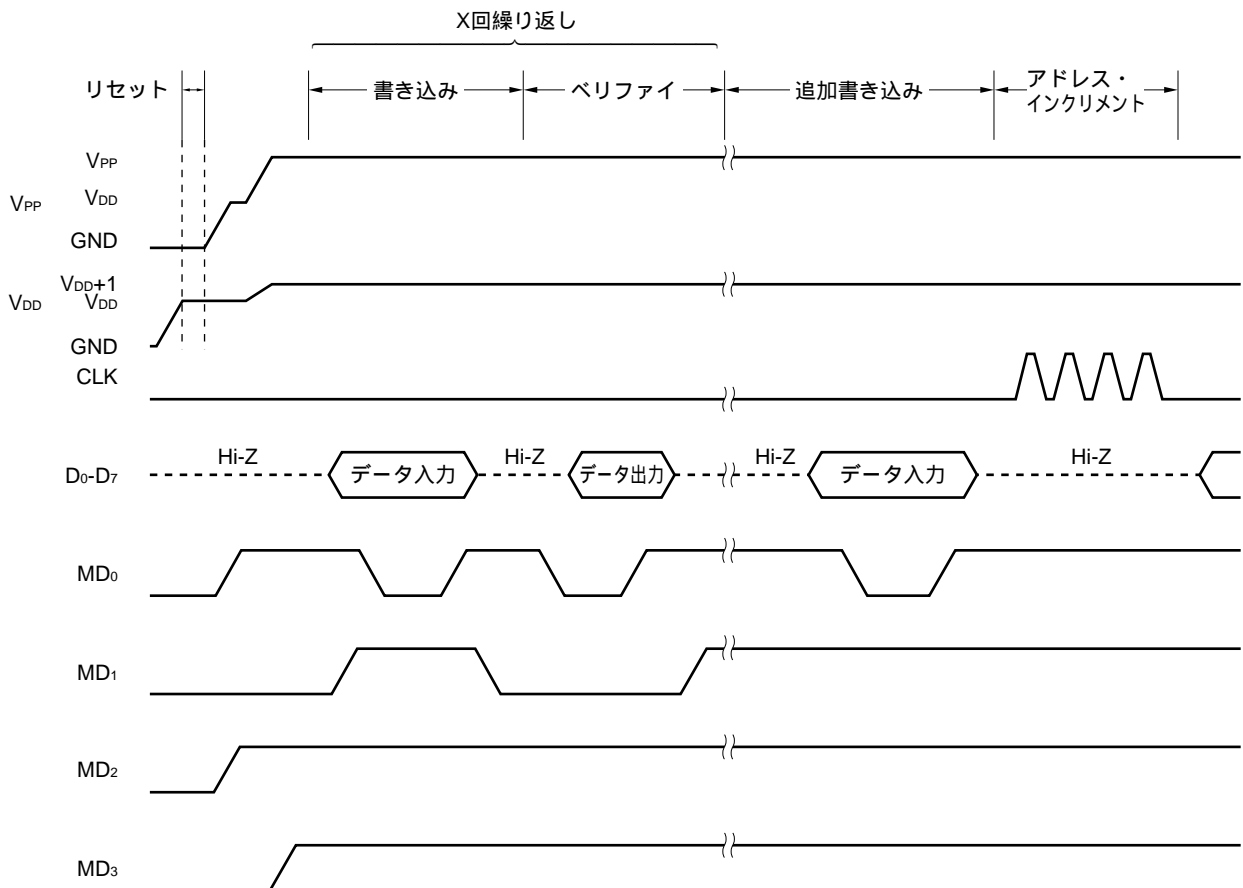 X回繰り返し
リセット
書き込み
ベリファイ
追加書き込み
アドレス・
インクリメント
VPP
VPP
VDD
GND
VDD
VDD+1
VDD
GND
CLK
D0-D7
Hi-Z
データ入力
Hi-Z
データ出力
Hi-Z
データ入力
Hi-Z
MD0
MD1
MD2
MD3